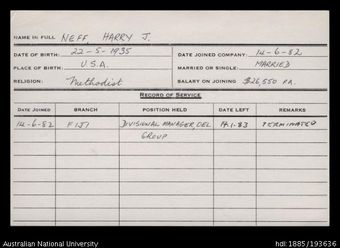 NAME IN FULL NEFF HARRY J.
DATE OF BIRTH: 22-5-1935 DATE JOINED COMPANY: 14-6-82
PLACE OF BIRTH: U.S.A. MARRIED OR SINGLE: MARRIED
RELIGION: Methodist SALARY ON JOINING $26,550 PA.
RECORD OF SERVICE
DATE JOINED BRANCH POSITION HELD DATE LEFT REMARKS
14-6-82 FIJI DIVISIONAL MANAGER, DEL 1-83 TERMINATED
GROUP
Australian National University hdl:1885/193636